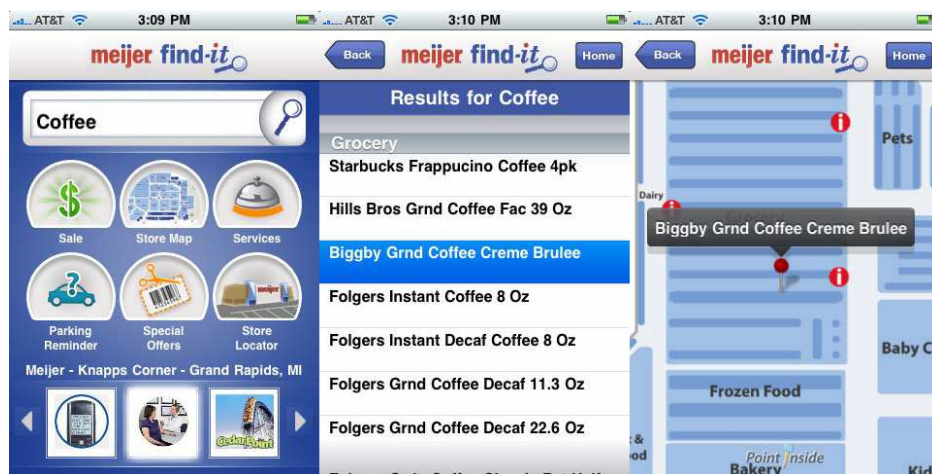 AT&T 3:09 PM
meijer find-it
Coffee
Sale
Store Map
Services
Parking
Reminder
Special
Offers
meijer
Store
Locator
Meijer - Knapps Corner - Grand Rapids, MI
CedarPoint
AT&T 3:10 PM
Back
meijer find-it
Home
Results for Coffee
Grocery
Starbucks Frappucino Coffee 4pk
Hills Bros Grnd Coffee Fac 39 Oz
Biggby Grnd Coffee Creme Brulee
Folgers Instant Coffee 8 Oz
Folgers Instant Decaf Coffee 8 Oz
Folgers Grnd Coffee Decaf 11.3 Oz
Folgers Grnd Coffee Decaf 22.6 Oz
AT&T 3:10 PM
Back
meijer find-it
Home
Pets
Dairy
Grocery
Biggby Grnd Coffee Creme Brulee
Baby C
Frozen Food
& 
od
Point Inside
Bakery
Kid